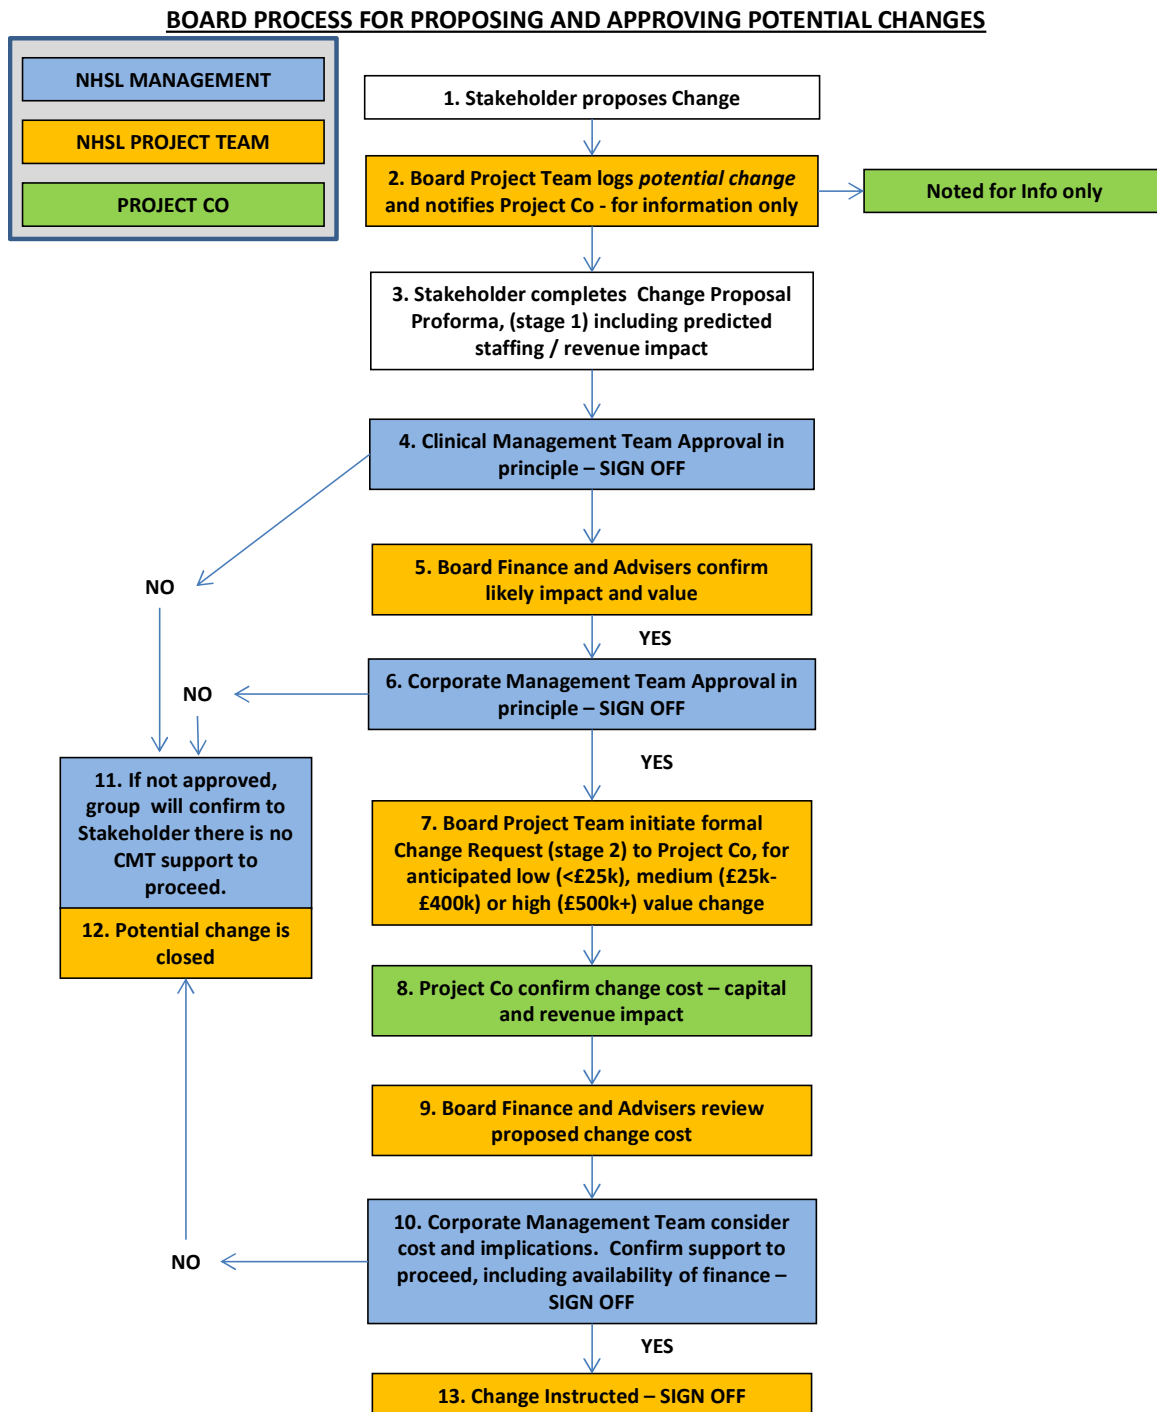 BOARD PROCESS FOR PROPOSING AND APPROVING POTENTIAL CHANGES
NHSL MANAGEMENT
NHSL PROJECT TEAM
PROJECT CO
1. Stakeholder proposes Change
2. Board Project Team logs potential change
and notifies Project Co - for information only
Noted for Info only
3. Stakeholder completes  Change Proposal
Proforma, (stage 1) including predicted
staffing / revenue impact
4. Clinical Management Team Approval in
principle – SIGN OFF
5. Board Finance and Advisers confirm
likely impact and value
NO
YES
6. Corporate Management Team Approval in
principle – SIGN OFF
NO
YES
11. If not approved,
group  will confirm to
Stakeholder there is no
CMT support to
proceed.
12. Potential change is
closed
7. Board Project Team initiate formal
Change Request (stage 2) to Project Co, for
anticipated low (<£25k), medium (£25k-
£400k) or high (£500k+) value change
8. Project Co confirm change cost – capital
and revenue impact
9. Board Finance and Advisers review
proposed change cost
10. Corporate Management Team consider
cost and implications.  Confirm support to
proceed, including availability of finance –
SIGN OFF
NO
YES
13. Change Instructed – SIGN OFF